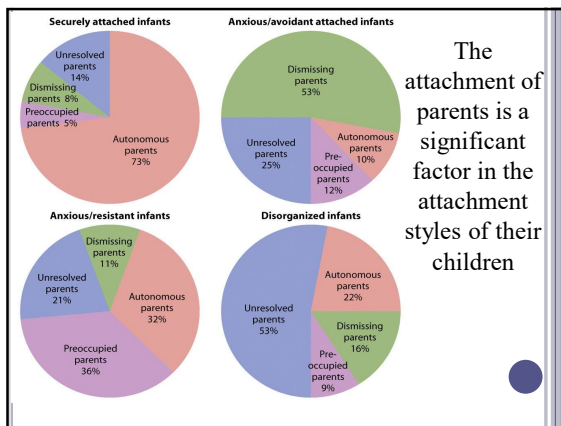 Securely attached infants
Unresolved
parents
14%
Dismissing
parents 8%
Preoccupied
parents 5%
Autonomous
parents
73%
Anxious/avoidant attached infants
Dismissing
parents
53%
Autonomous
parents
10%
Unresolved
parents
25%
Pre-
occupied
parents
12%
Anxious/resistant infants
Dismissing
parents
11%
Unresolved
parents
21%
Autonomous
parents
32%
Preoccupied
parents
36%
Disorganized infants
Autonomous
parents
22%
Unresolved
parents
53%
Dismissing
parents
16%
Pre-
occupied
parents
9%
The
attachment of
parents is a
significant
factor in the
attachment
styles of their
children